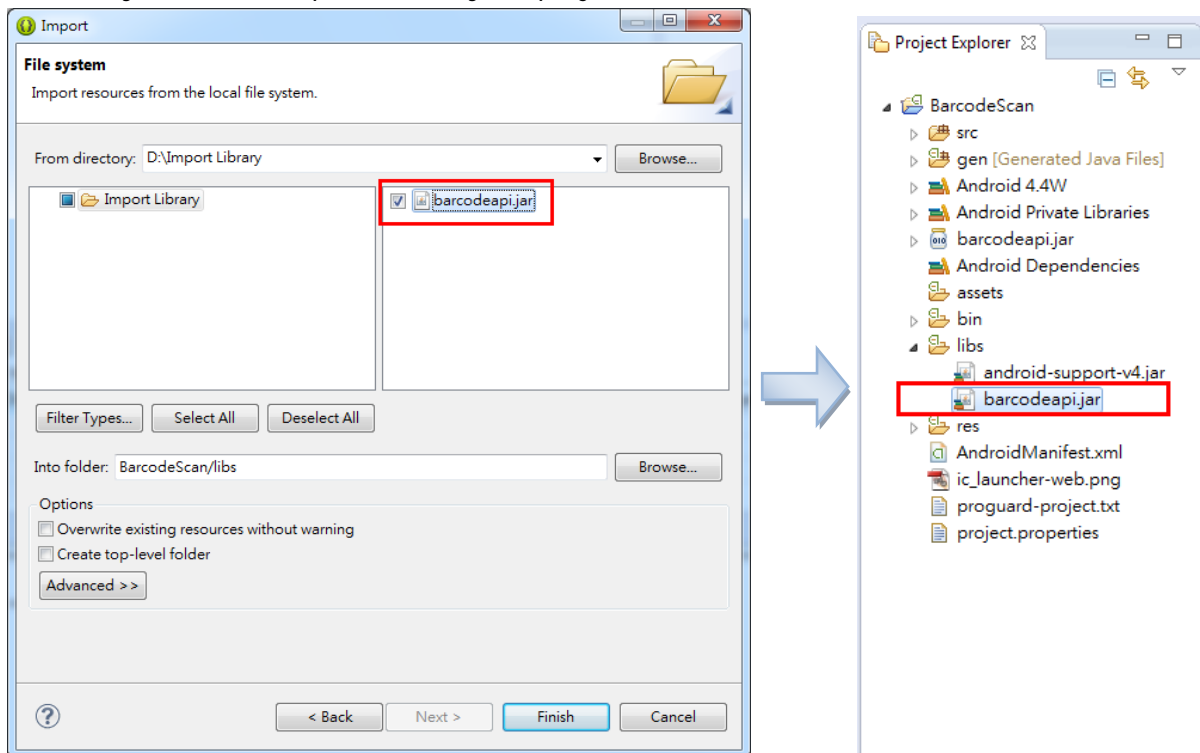 Import
File system
Import resources from the local file system.
From directory: D:\Import Library
Browse...
Import Library
barcodeapi.jar
Filter Types...
Select All
Deselect All
Into folder: BarcodeScan/libs
Browse...
Options
Overwrite existing resources without warning
Create top-level folder
Advanced >>
< Back
Next >
Finish
Cancel
Project Explorer
BarcodeScan
src
gen [Generated Java Files]
Android 4.4W
Android Private Libraries
barcodeapi.jar
Android Dependencies
assets
bin
libs
android-support-v4.jar
barcodeapi.jar
res
AndroidManifest.xml
ic_launcher-web.png
proguard-project.txt
project.properties